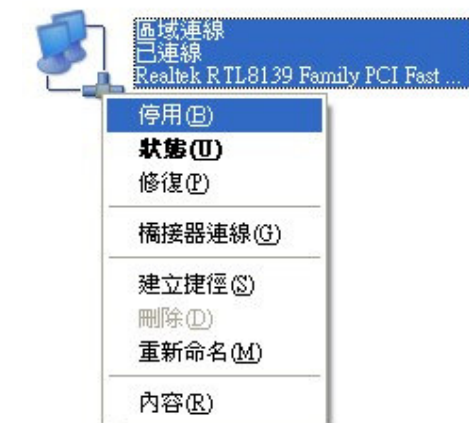 區域連線
已連線
Realtek RTL8139 Family PCI Fast ...
停用(B)
狀態(U)
修復(P)
橋接器連線(G)
建立捷徑(S)
刪除(D)
重新命名(M)
內容(R)